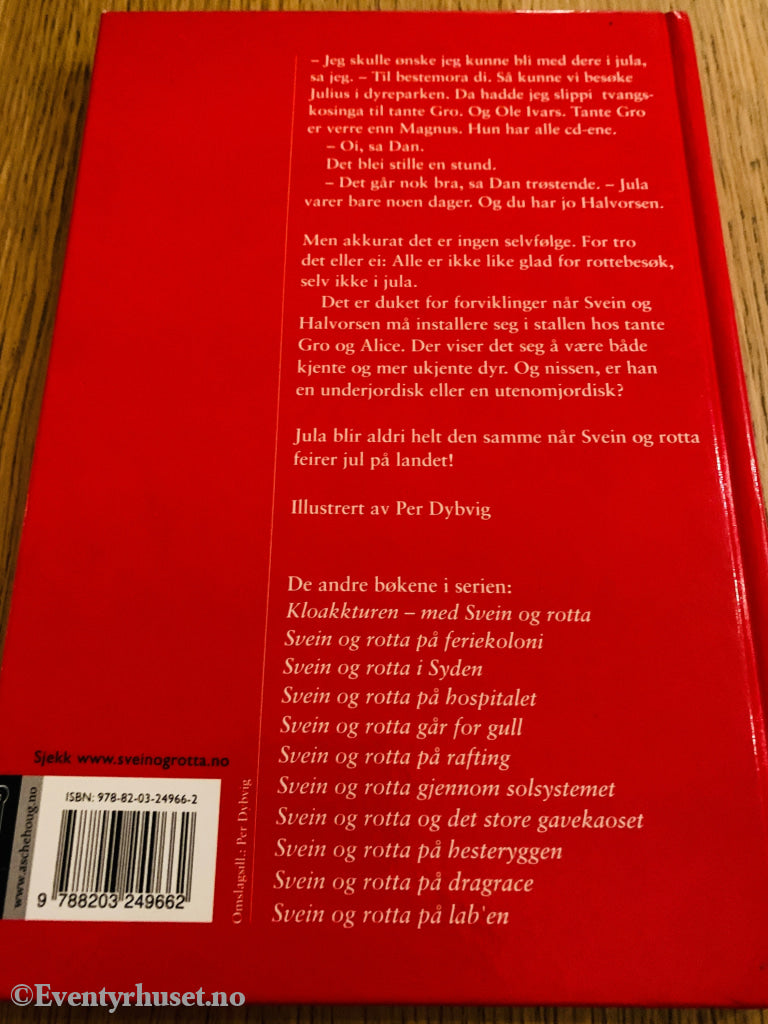 – Jeg skulle ønske jeg kunne bli med dere i jula,
sa jeg. – Til bestemora di. Så kunne vi besøke
Julius i dyreparken. Da hadde jeg slippi tvangs-
kosinga til tante Gro. Og Ole Ivars. Tante Gro
er verre enn Magnus. Hun har alle cd-ene.
– Oi, sa Dan.
Det blei stille en stund.
– Det går nok bra, sa Dan trøstende. – Jula
varer bare noen dager. Og du har jo Halvorsen.
Men akkurat det er ingen selvfølge. For tro
det eller ei: Alle er ikke like glad for rottebesøk,
selv ikke i jula.
Det er duket for forviklinger når Svein og
Halvorsen må installere seg i stallen hos tante
Gro og Alice. Der viser det seg å være både
kjente og mer ukjente dyr. Og nissen, er han
en underjordisk eller en utenomjordisk?
Jula blir aldri helt den samme når Svein og rotta
feirer jul på landet!
Illustrert av Per Dybvig
De andre bøkene i serien:
Kloakkturen – med Svein og rotta
Svein og rotta på feriekoloni
Svein og rotta i Syden
Svein og rotta på hospitalet
Svein og rotta går for gull
Svein og rotta på rafting
Svein og rotta gjennom solsystemet
Svein og rotta og det store gavekaoset
Svein og rotta på hesteryggen
Svein og rotta på dragrace
Svein og rotta på lab'en
Sjekk www.sveinogrotta.no
ISBN: 978-82-03-24966-2
9 788203 249662
www.aschehoug.no
Omslagsill.: Per Dybvig
©Eventyrhuset.no